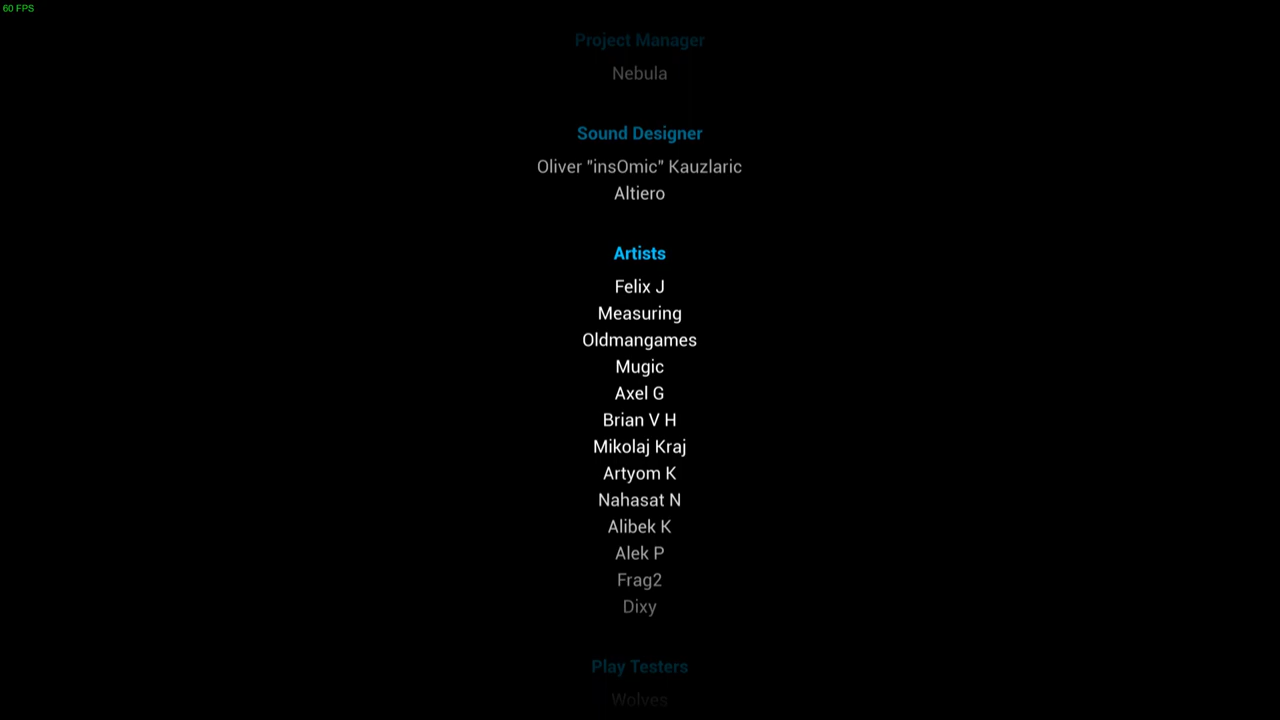 60 FPS
Project Manager
Nebula
Sound Designer
Oliver "insOmic" Kauzlaric
Altiero
Artists
Felix J
Measuring
Oldmangames
Mugic
Axel G
Brian V H
Mikolaj Kraj
Artyom K
Nahasat N
Alibek K
Alek P
Frag2
Dixy
Play Testers
Wolves